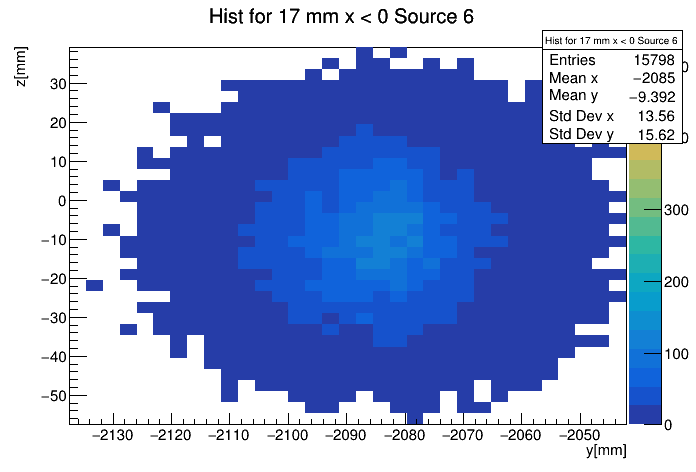 Hist for 17 mm x < 0 Source 6
z[mm]
Hist for 17 mm x < 0 Source 6
Entries 15798
Mean x −2085
Mean y −9.392
Std Dev x 13.56
Std Dev y 15.62
30
20
10
0
−10
−20
−30
−40
−50
0
0
300
200
100
0
−2130 −2120 −2110 −2100 −2090 −2080 −2070 −2060 −2050
y[mm]